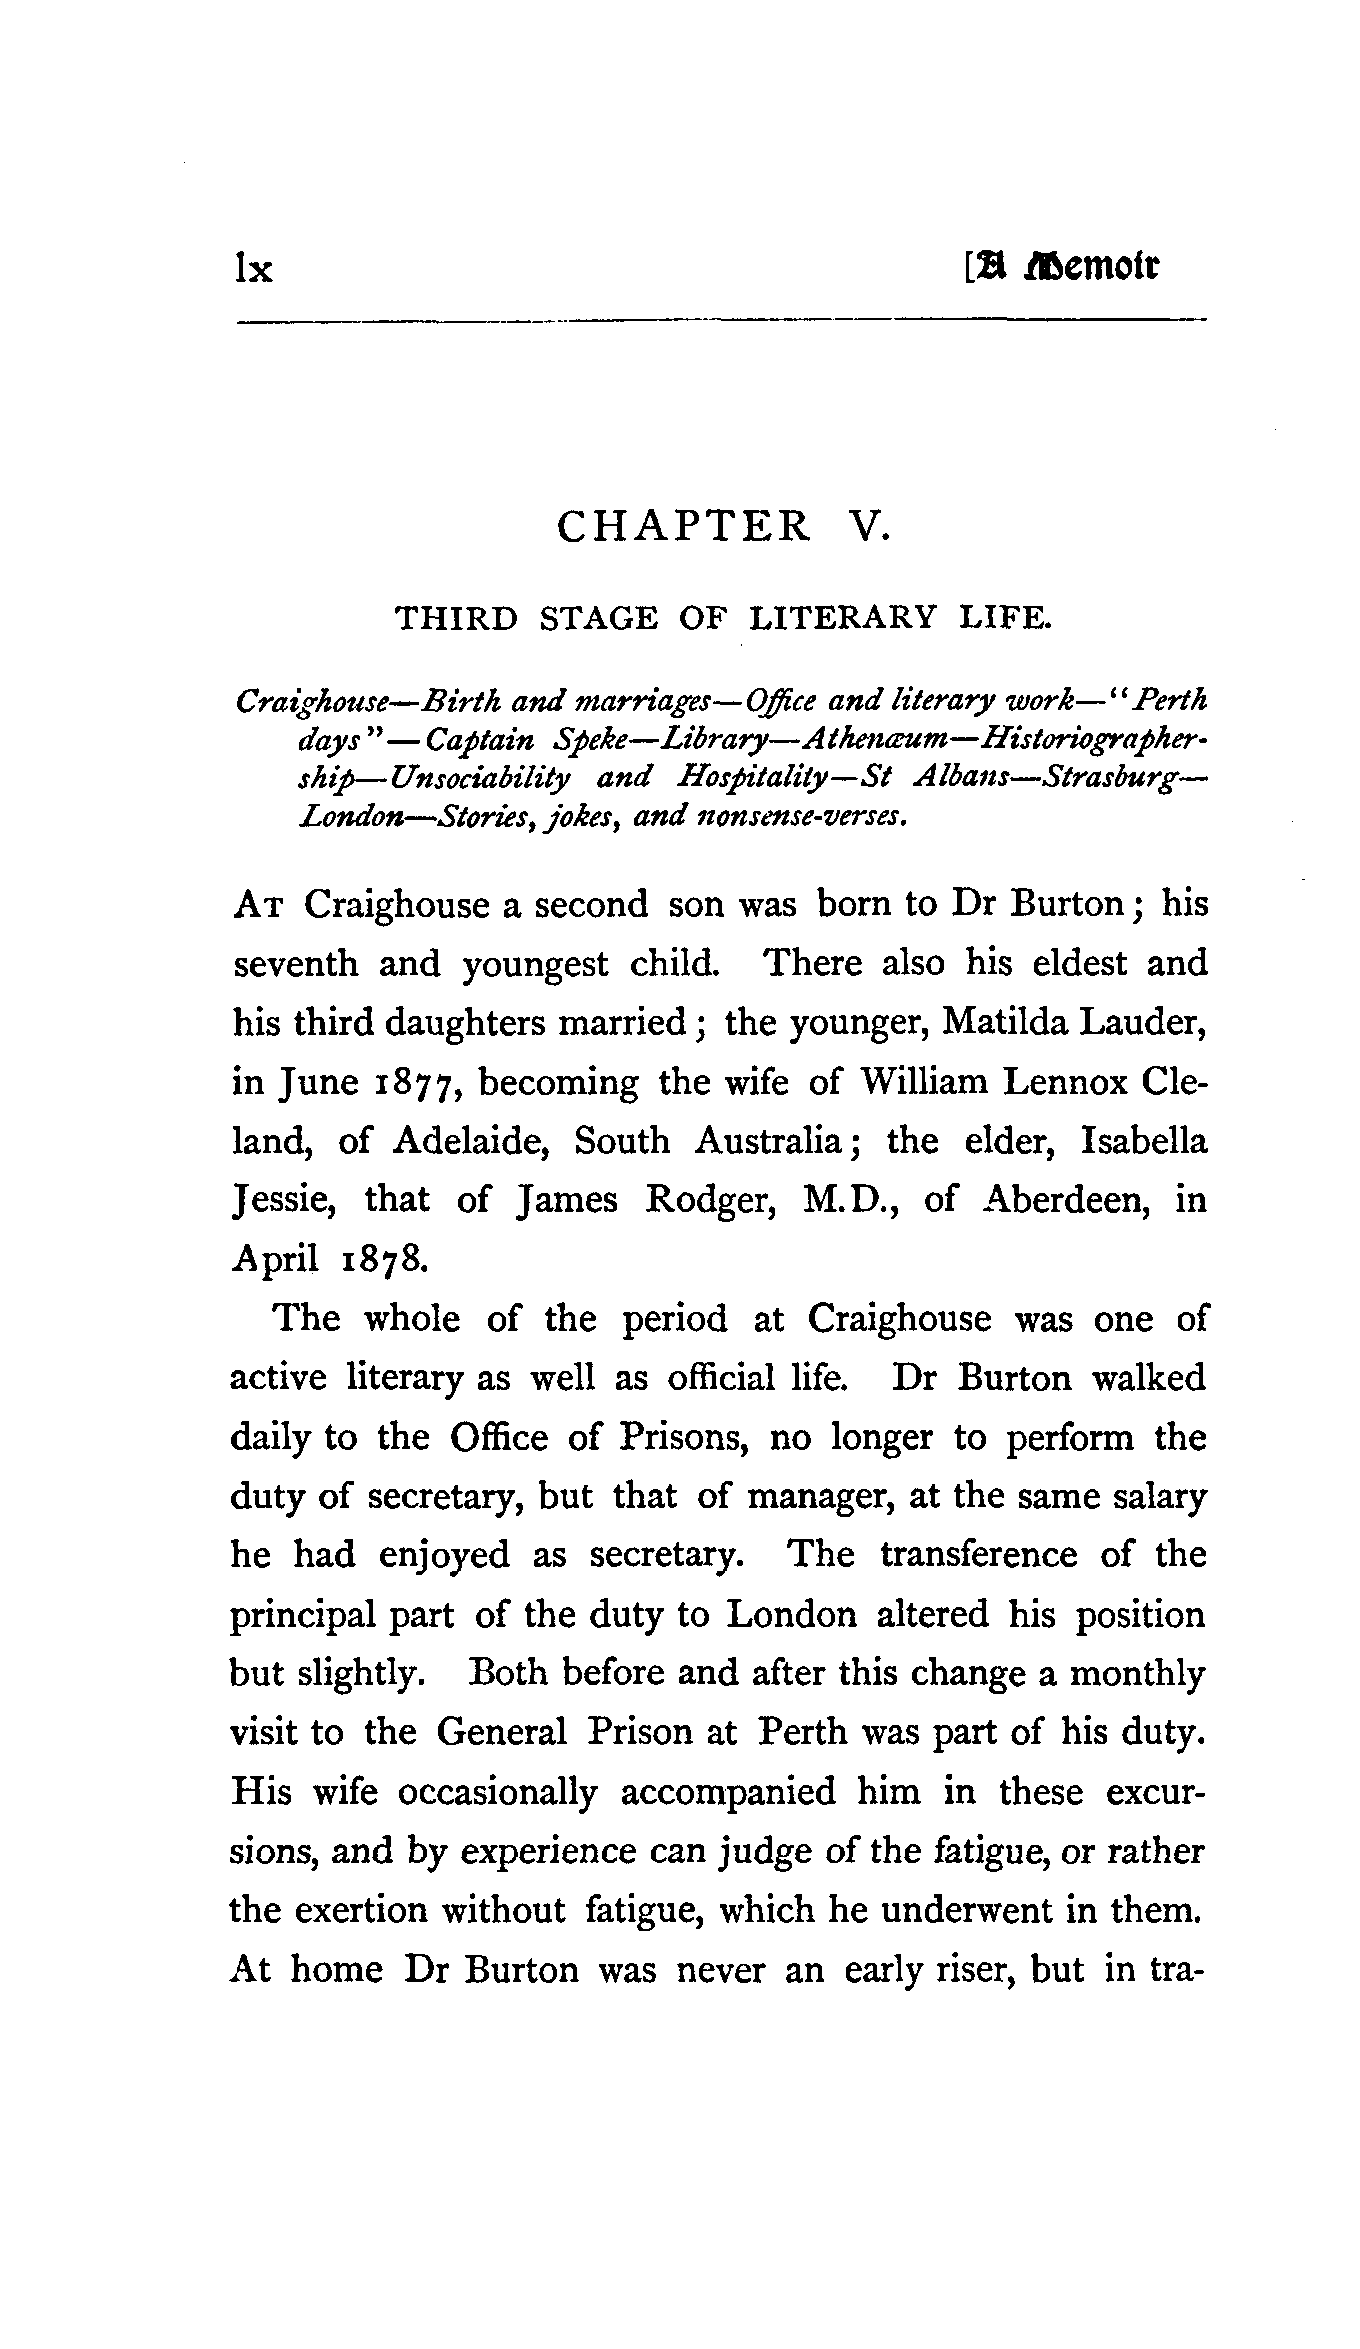 lx [A Memoir
CHAPTER V.
THIRD STAGE OF LITERARY LIFE.
Craighouse—Birth and marriages—Office and literary work—"Perth
days"—Captain Speke—Library—Athenæum—Historiographer-
ship—Unsociability and Hospitality—St Albans—Strasburg—
London—Stories, jokes, and nonsense-verses.
AT Craighouse a second son was born to Dr Burton; his
seventh and youngest child. There also his eldest and
his third daughters married; the younger, Matilda Lauder,
in June 1877, becoming the wife of William Lennox Cle-
land, of Adelaide, South Australia; the elder, Isabella
Jessie, that of James Rodger, M.D., of Aberdeen, in
April 1878.
The whole of the period at Craighouse was one of
active literary as well as official life. Dr Burton walked
daily to the Office of Prisons, no longer to perform the
duty of secretary, but that of manager, at the same salary
he had enjoyed as secretary. The transference of the
principal part of the duty to London altered his position
but slightly. Both before and after this change a monthly
visit to the General Prison at Perth was part of his duty.
His wife occasionally accompanied him in these excur-
sions, and by experience can judge of the fatigue, or rather
the exertion without fatigue, which he underwent in them.
At home Dr Burton was never an early riser, but in tra-